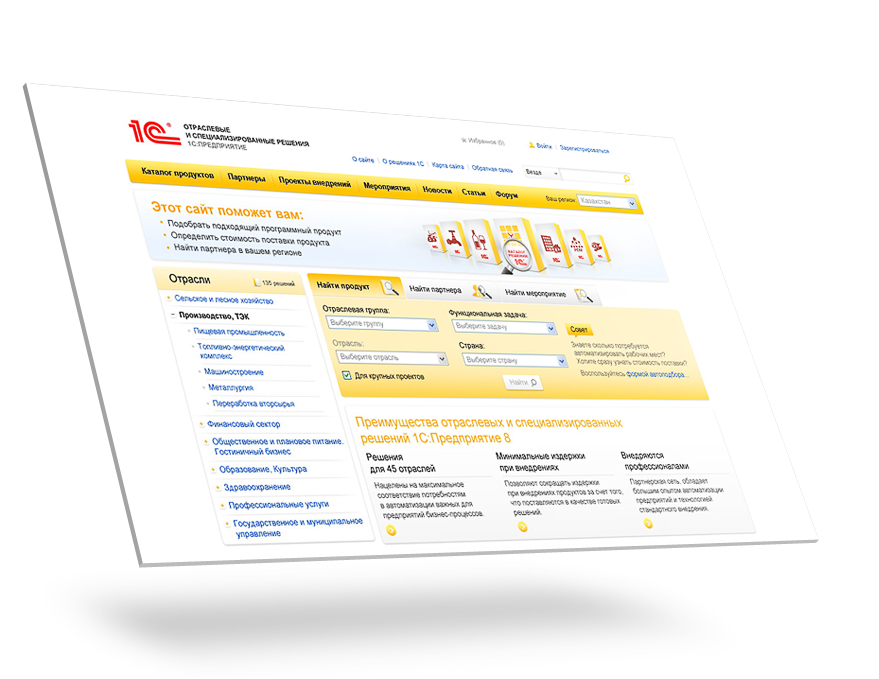 1С®
ОТРАСЛЕВЫЕ
И СПЕЦИАЛИЗИРОВАННЫЕ РЕШЕНИЯ
1С:ПРЕДПРИЯТИЕ
Избранное (0)
Войти | Зарегистрироваться
О сайте | О решениях 1С | Карта сайта | Обратная связь
Везде
Каталог продуктов Партнеры Проекты внедрений Мероприятия Новости Статьи Форум
Ваш регион: Казахстан
Этот сайт поможет вам:
Подобрать подходящий программный продукт
Определить стоимость поставки продукта
Найти партнера в вашем регионе
КАТАЛОГ
РЕШЕНИЙ
Отрасли
135 решений
Сельское и лесное хозяйство
Производство, ТЭК
Пищевая промышленность
Топливно-энергетический
комплекс
Машиностроение
Металлургия
Переработка вторсырья
Финансовый сектор
Общественное и плановое питание.
Гостиничный бизнес
Образование, Культура
Здравоохранение
Профессиональные услуги
Государственное и муниципальное
управление
Найти продукт
Найти партнера
Найти мероприятие
Отраслевая группа:
Выберите группу
Функциональная задача:
Выберите задачу
Отрасль:
Выберите отрасль
Страна:
Выберите страну
Для крупных проектов
Найти
Совет
Знаете сколько потребуется
автоматизировать рабочих мест?
Хотите сразу узнать стоимость поставки?
Воспользуйтесь формой автоподбора...
Преимущества отраслевых и специализированных
решений 1С:Предприятие 8
Решения
для 45 отраслей
Нацелены на максимальное
соответствие потребностям
в автоматизации важных для
предприятий бизнес-процессов.
Минимальные издержки
при внедрениях
Позволяют сокращать издержки
при внедрениях продуктов за счет того,
что поставляются в качестве готовых
решений.
Внедряются
профессионалами
Партнерская сеть, обладает
большим опытом автоматизации
предприятий и технологией
стандартного внедрения.